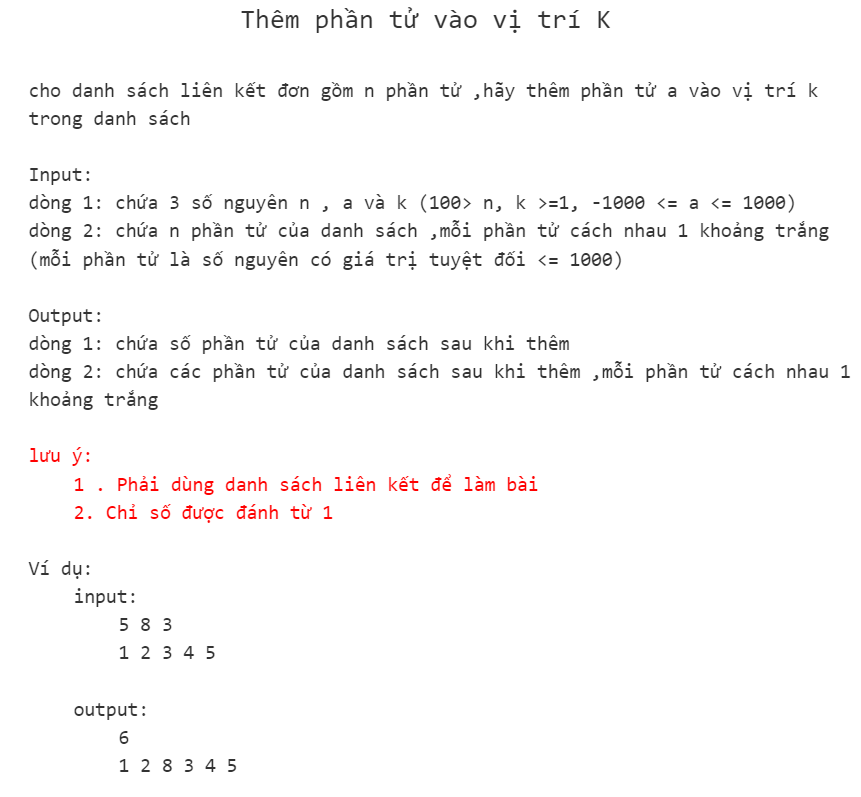 Thêm phần tử vào vị trí K
cho danh sách liên kết đơn gồm n phần tử ,hãy thêm phần tử a vào vị trí k
trong danh sách
Input:
dòng 1: chứa 3 số nguyên n , a và k (100> n, k >=1, -1000 <= a <= 1000)
dòng 2: chứa n phần tử của danh sách ,mỗi phần tử cách nhau 1 khoảng trắng
(mỗi phần tử là số nguyên có giá trị tuyệt đối <= 1000)
Output:
dòng 1: chứa số phần tử của danh sách sau khi thêm
dòng 2: chứa các phần tử của danh sách sau khi thêm ,mỗi phần tử cách nhau 1
khoảng trắng
lưu ý:
1 . Phải dùng danh sách liên kết để làm bài
2. Chỉ số được đánh từ 1
Ví dụ:
input:
5 8 3
1 2 3 4 5
output:
6
1 2 8 3 4 5